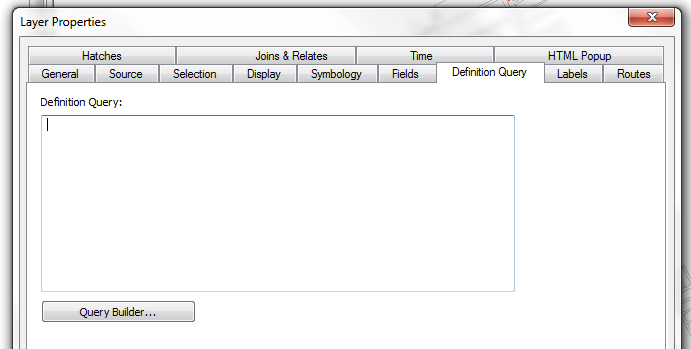 Layer Properties
Hatches Joins & Relates Time HTML Popup
General Source Selection Display Symbology Fields Definition Query Labels Routes
Definition Query:
Query Builder...